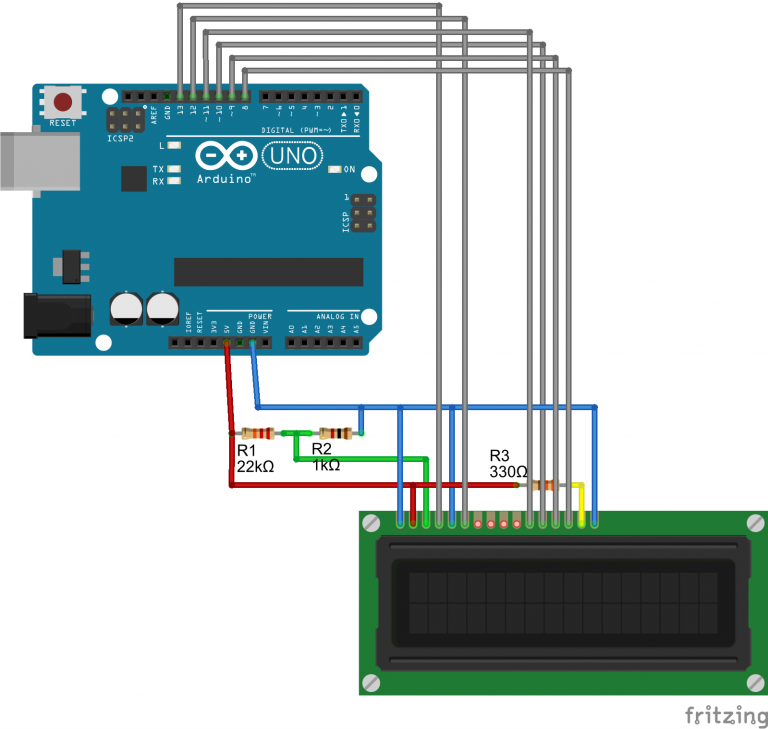 RESET
ICSP2
AREF
GND
13
12
~11
~10
~9
8
7
~6
~5
4
~3
2
TX0▶1
RX0◀0
DIGITAL (PWM=~)
L
TX
RX
UNO
Arduino™
ON
1
ICSP
POWER
ANALOG IN
IOREF
RESET
3V3
5V
GND
GND
VIN
A0
A1
A2
A3
A4
A5
R1
22kΩ
R2
1kΩ
R3
330Ω
fritzing